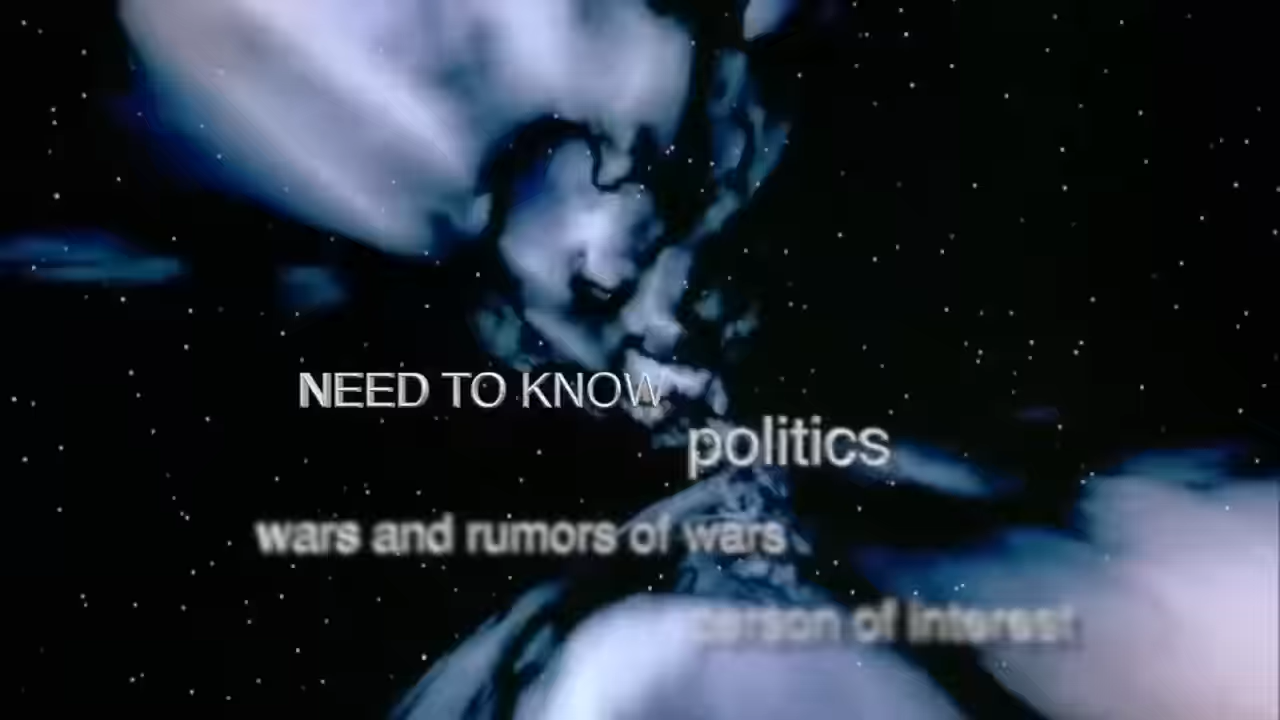 NEED TO KNOW
politics
wars and rumors of wars
person of interest